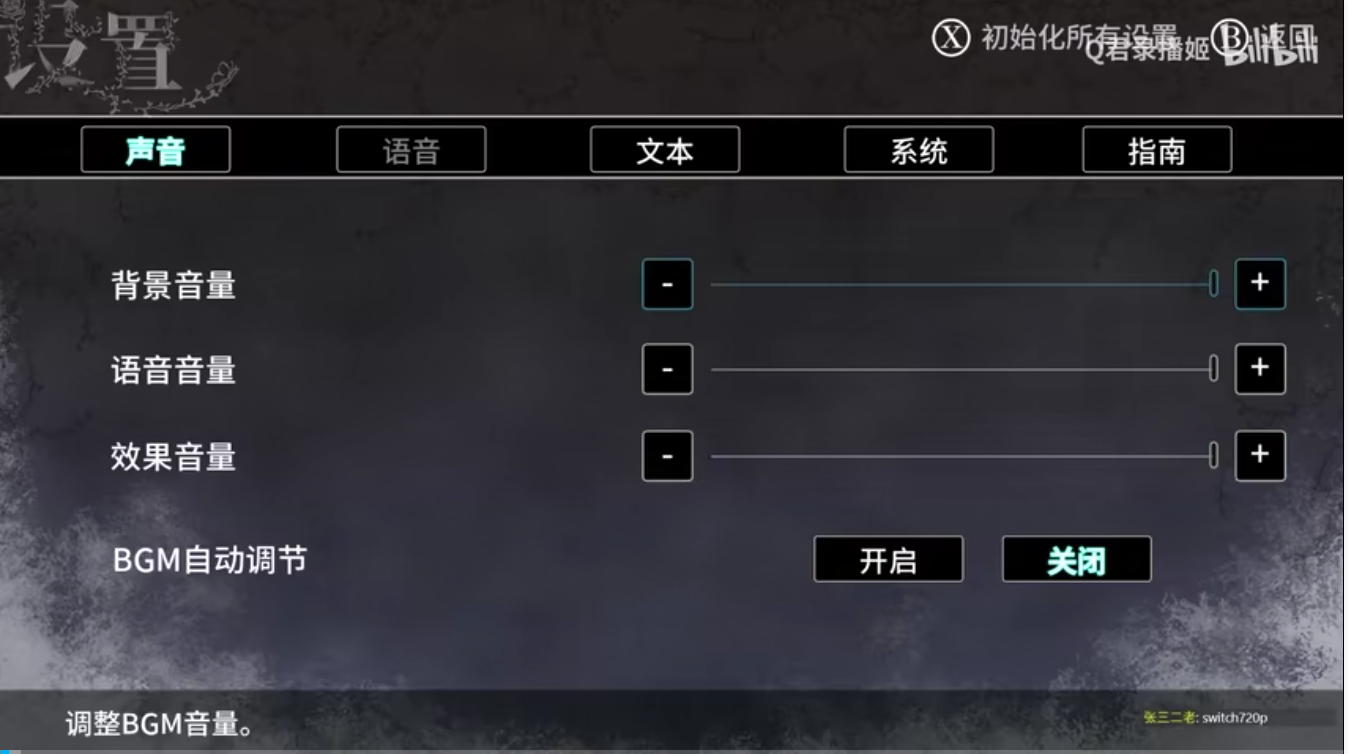 设置
Ⓧ 初始化所有设置 Ⓑ 返回
Q君录播姬 bilibili
声音 语音 文本 系统 指南
背景音量 - +
语音音量 - +
效果音量 - +
BGM自动调节 开启 关闭
调整BGM音量。
张三二老: switch720p